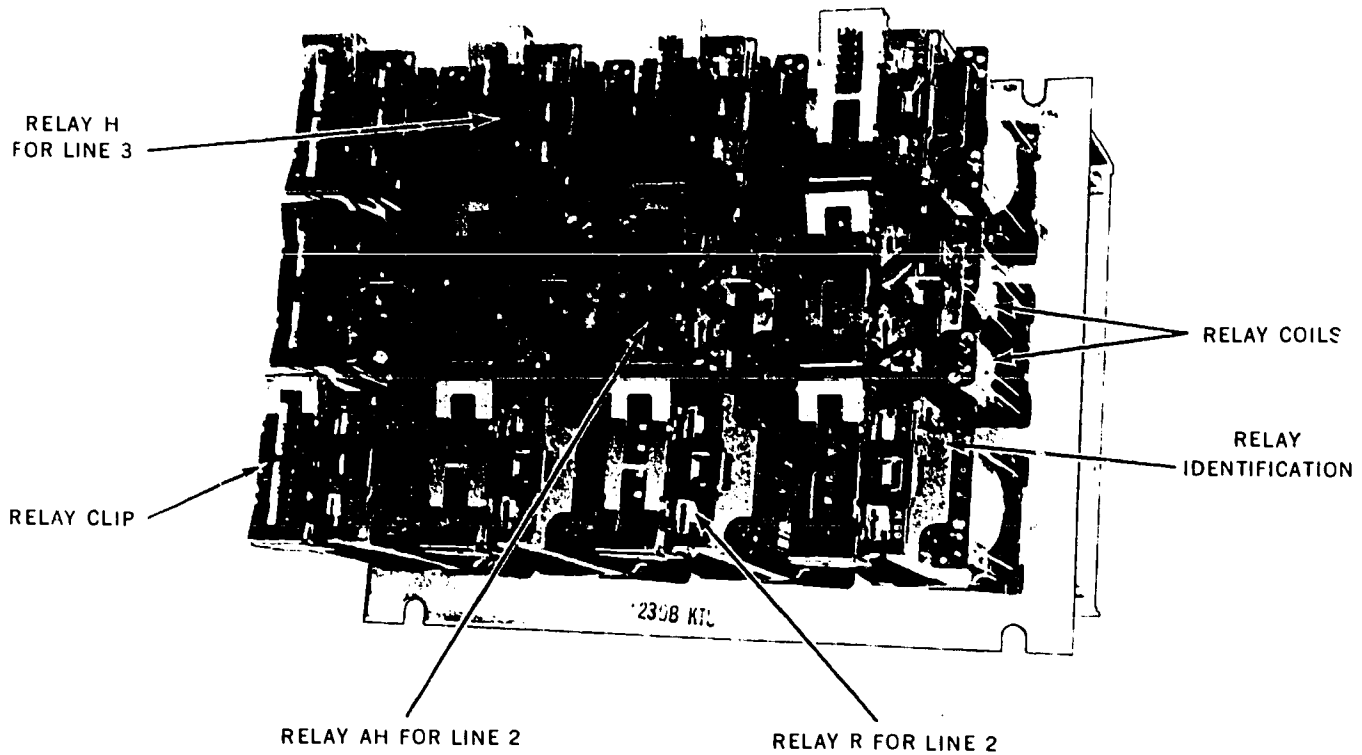 RELAY H
FOR LINE 3
RELAY COILS
RELAY
IDENTIFICATION
RELAY CLIP
KTU
RELAY AH FOR LINE 2
RELAY R FOR LINE 2